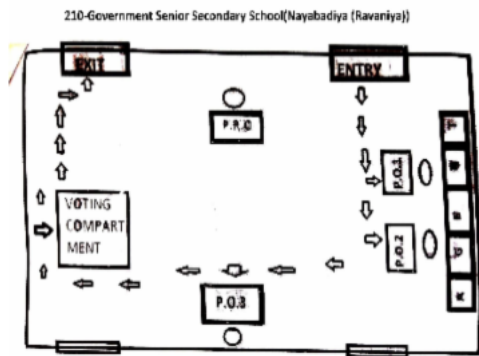 210-Government Senior Secondary School(Nayabadiya (Ravaniya))
EXIT
ENTRY
P.R.O
P.O.1
VOTING
COMPART
MENT
P.O.2
P.O.3